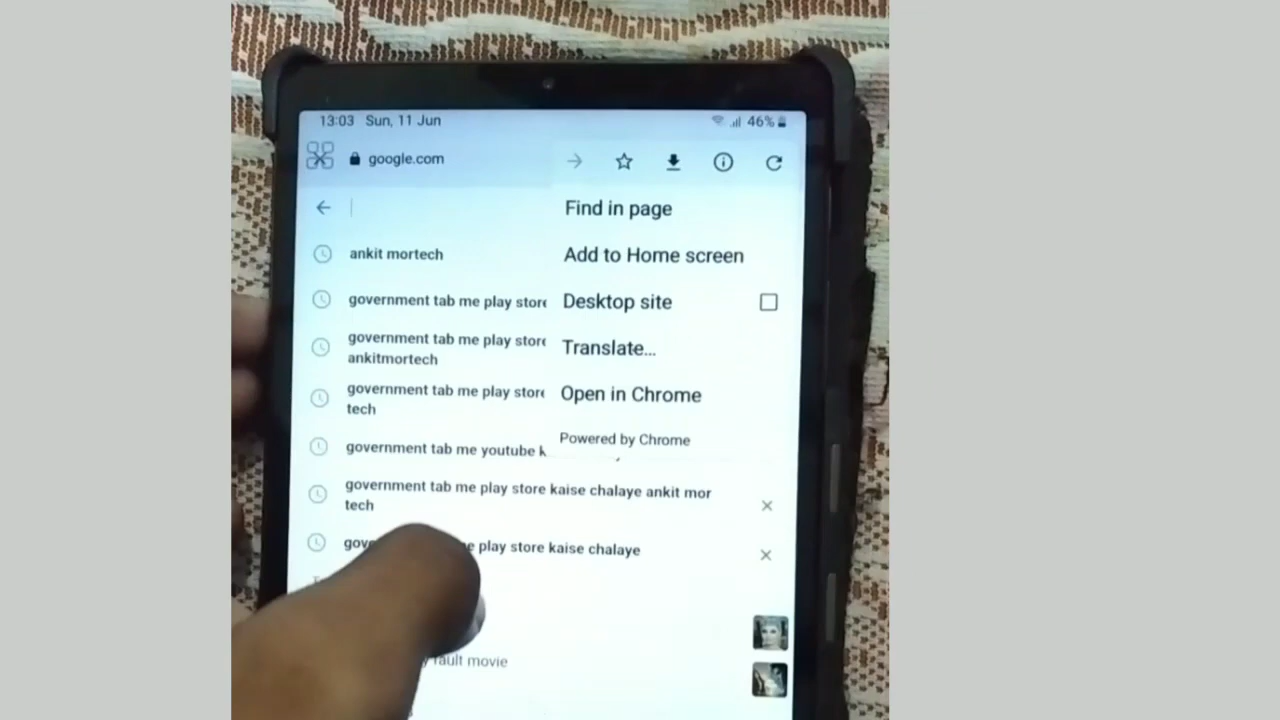 13:03 Sun, 11 Jun 46%
google.com
Find in page
ankit mortech
Add to Home screen
government tab me play store
Desktop site
government tab me play store
ankitmortech
Translate...
government tab me play store
tech
Open in Chrome
government tab me youtube k
Powered by Chrome
government tab me play store kaise chalaye ankit mor
tech
play store kaise chalaye
fault movie